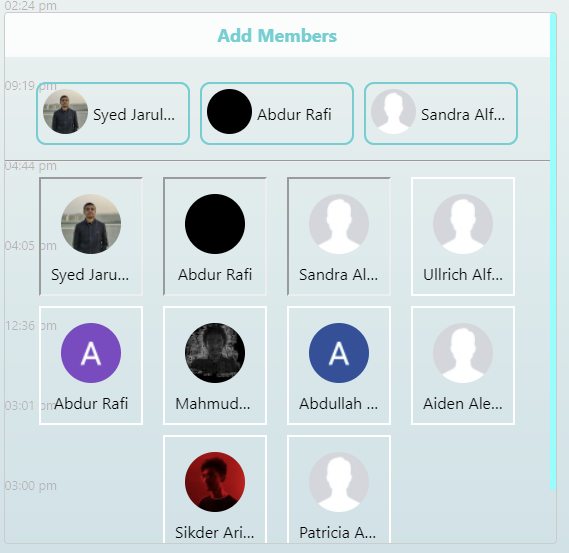 02:24 pm
Add Members
09:19 pm
Syed Jarul... Abdur Rafi Sandra Alf...
04:44 pm
04:05 pm
Syed Jaru... Abdur Rafi Sandra Al... Ullrich Alf...
12:36 pm
A A
03:01 pm
Abdur Rafi Mahmud... Abdullah ... Aiden Ale...
03:00 pm
Sikder Ari... Patricia A...